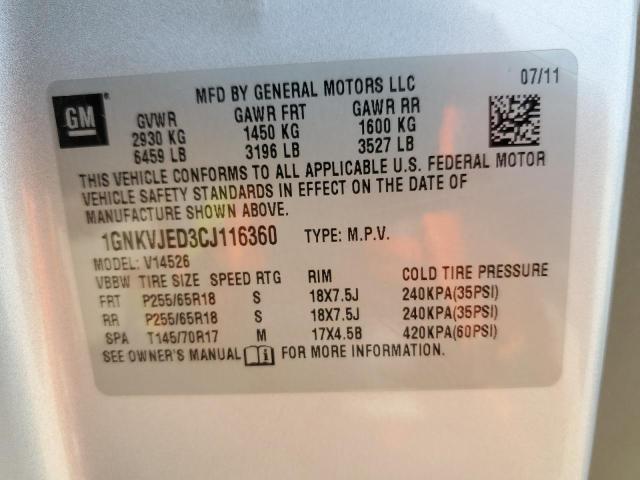 MFD BY GENERAL MOTORS LLC 07/11
GM
GVWR GAWR FRT GAWR RR
2930 KG 1450 KG 1600 KG
6459 LB 3196 LB 3527 LB
THIS VEHICLE CONFORMS TO ALL APPLICABLE U.S. FEDERAL MOTOR
VEHICLE SAFETY STANDARDS IN EFFECT ON THE DATE OF
MANUFACTURE SHOWN ABOVE.
1GNKVJED3CJ116360 TYPE: M.P.V.
MODEL: V14526
VBBW TIRE SIZE SPEED RTG RIM COLD TIRE PRESSURE
FRT P255/65R18 S 18X7.5J 240KPA(35PSI)
RR P255/65R18 S 18X7.5J 240KPA(35PSI)
SPA T145/70R17 M 17X4.5B 420KPA(60PSI)
SEE OWNER'S MANUAL FOR MORE INFORMATION.